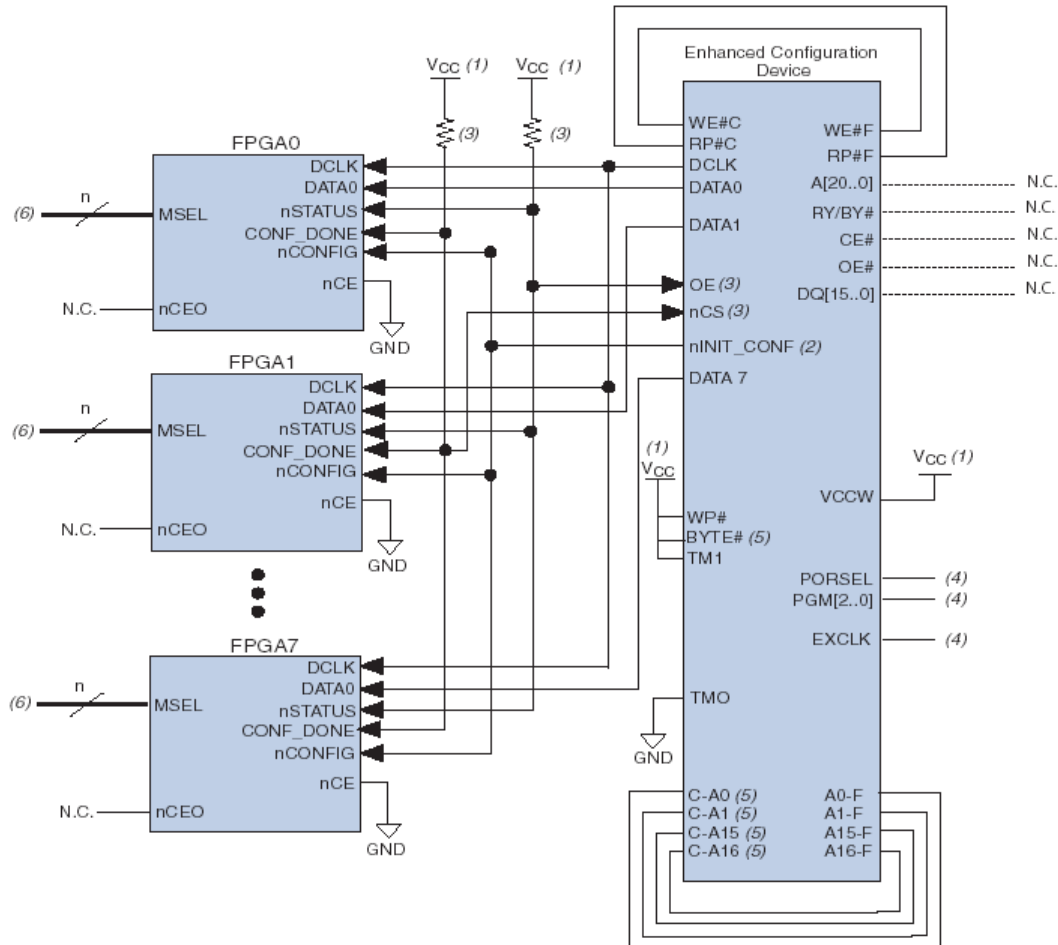 Enhanced Configuration
Device
VCC (1)
VCC (1)
(3)
(3)
FPGA0
n
(6)
MSEL
DCLK
DATA0
nSTATUS
CONF_DONE
nCONFIG
nCE
N.C.
nCEO
GND
FPGA1
n
(6)
MSEL
DCLK
DATA0
nSTATUS
CONF_DONE
nCONFIG
nCE
N.C.
nCEO
GND
FPGA7
n
(6)
MSEL
DCLK
DATA0
nSTATUS
CONF_DONE
nCONFIG
nCE
N.C.
nCEO
GND
WE#C
RP#C
DCLK
DATA0
DATA1
OE (3)
nCS (3)
nINIT_CONF (2)
DATA 7
(1)
VCC
WP#
BYTE# (5)
TM1
TMO
GND
C-A0 (5)
C-A1 (5)
C-A15 (5)
C-A16 (5)
WE#F
RP#F
A[20..0] N.C.
RY/BY# N.C.
CE# N.C.
OE# N.C.
DQ[15..0] N.C.
VCC (1)
VCCW
PORSEL (4)
PGM[2..0] (4)
EXCLK (4)
A0-F
A1-F
A15-F
A16-F